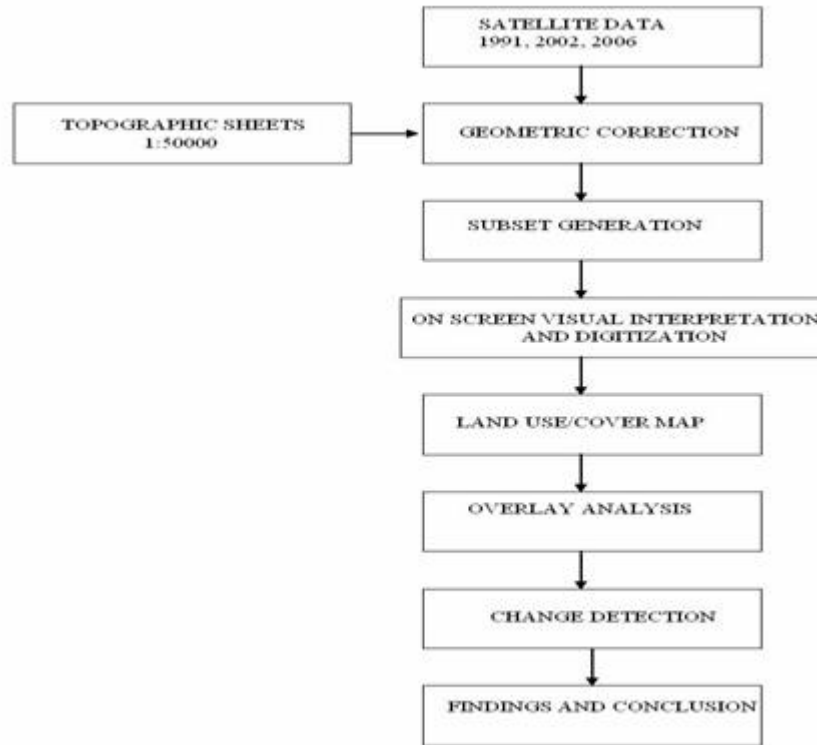 SATELLITE DATA
1991, 2002, 2006
TOPOGRAPHIC SHEETS
1:50000
GEOMETRIC CORRECTION
SUBSET GENERATION
ON SCREEN VISUAL INTERPRETATION
AND DIGITIZATION
LAND USE/COVER MAP
OVERLAY ANALYSIS
CHANGE DETECTION
FINDINGS AND CONCLUSION